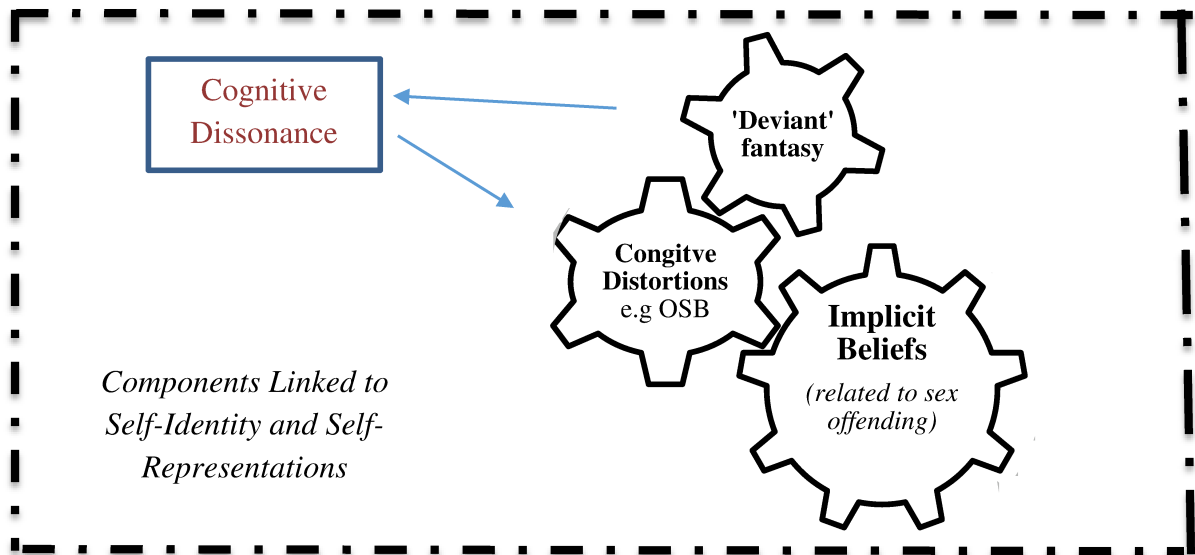 Cognitive
Dissonance
'Deviant'
fantasy
Congitve
Distortions
e.g OSB
Implicit
Beliefs
(related to sex
offending)
Components Linked to
Self-Identity and Self-
Representations